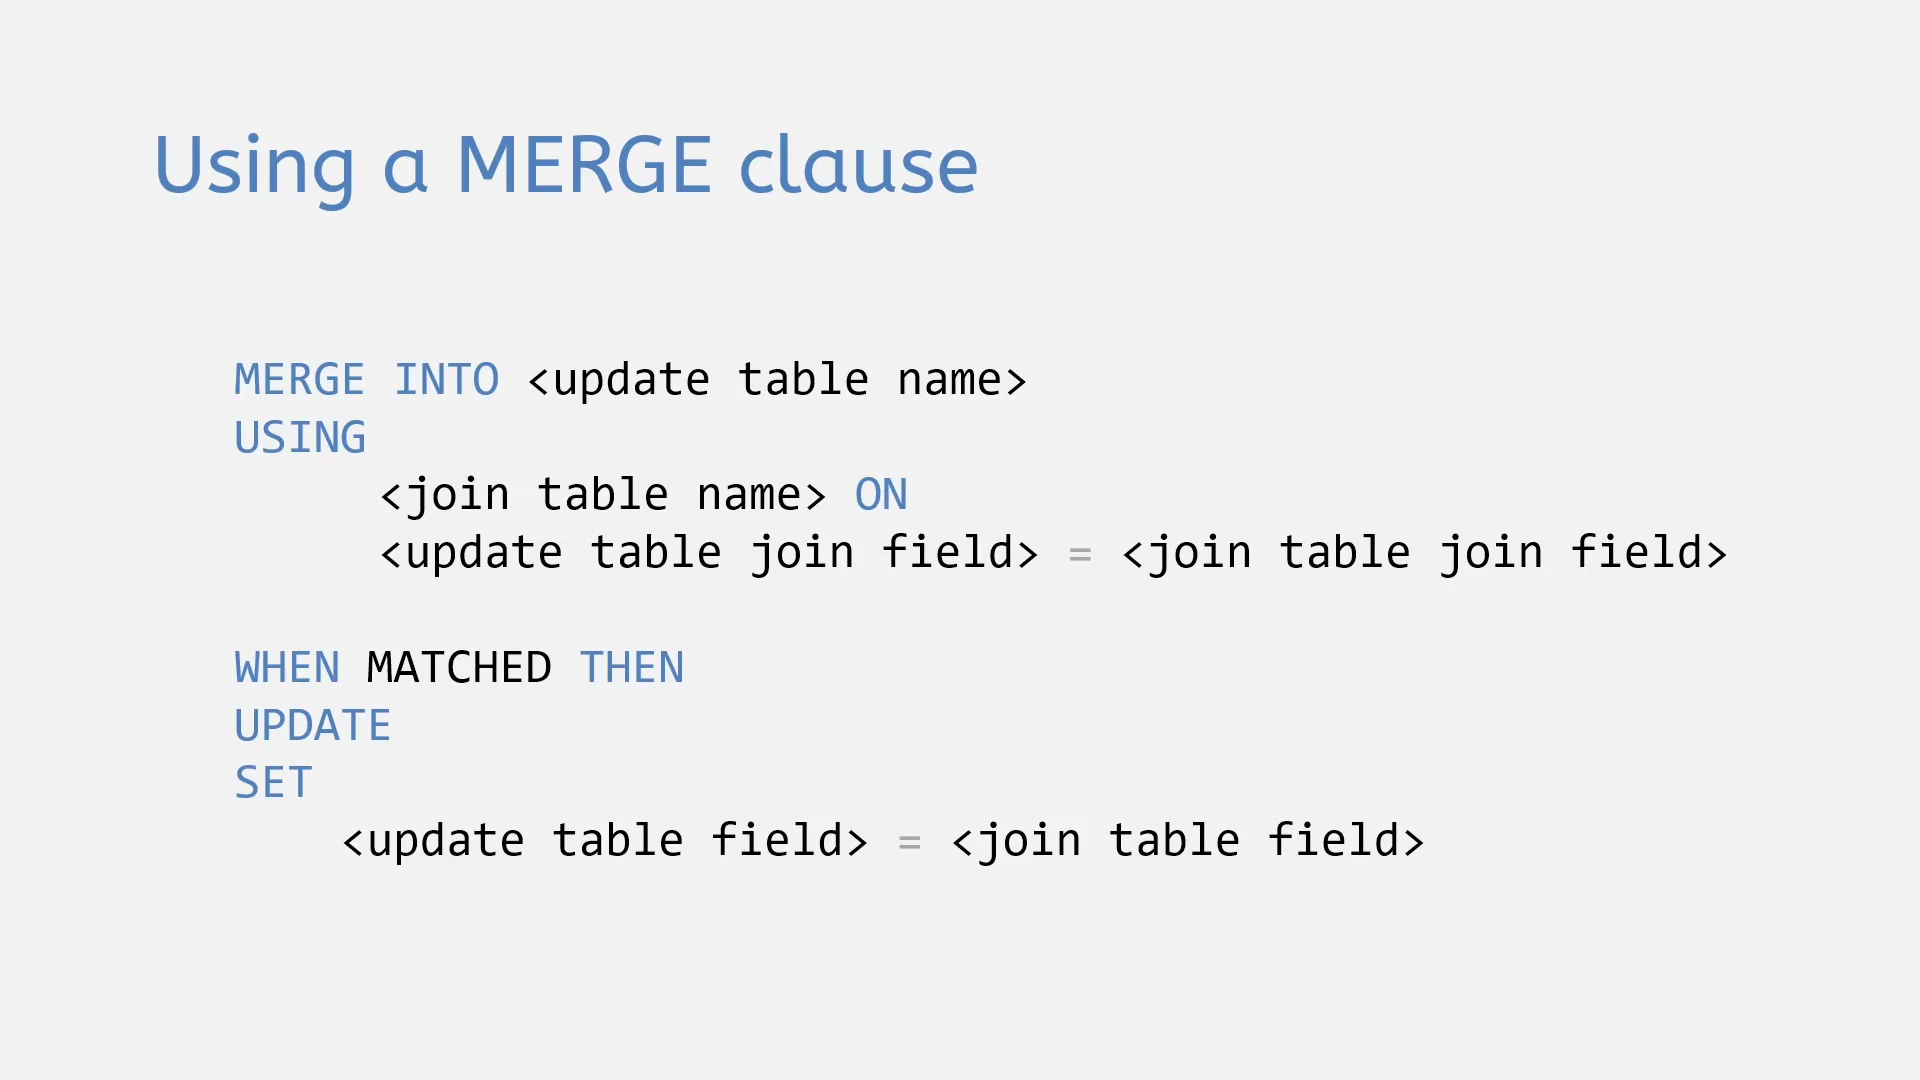 Using a MERGE clause
MERGE INTO <update table name>
USING
<join table name> ON
<update table join field> = <join table join field>
WHEN MATCHED THEN
UPDATE
SET
<update table field> = <join table field>